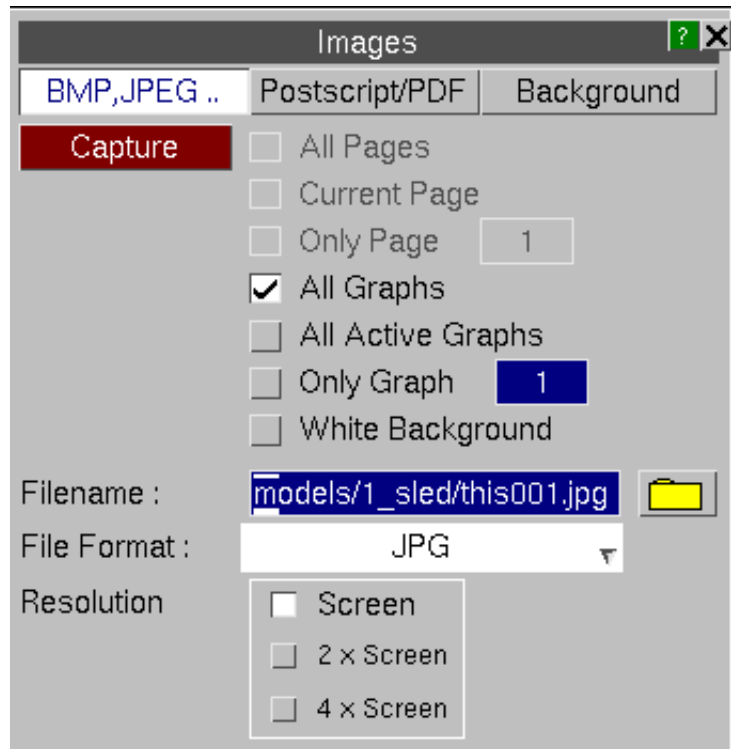 Images ?
BMP,JPEG .. Postscript/PDF Background
Capture All Pages
Current Page
Only Page 1
All Graphs
All Active Graphs
Only Graph 1
White Background
Filename : models/1_sled/this001.jpg
File Format : JPG
Resolution Screen
2 x Screen
4 x Screen